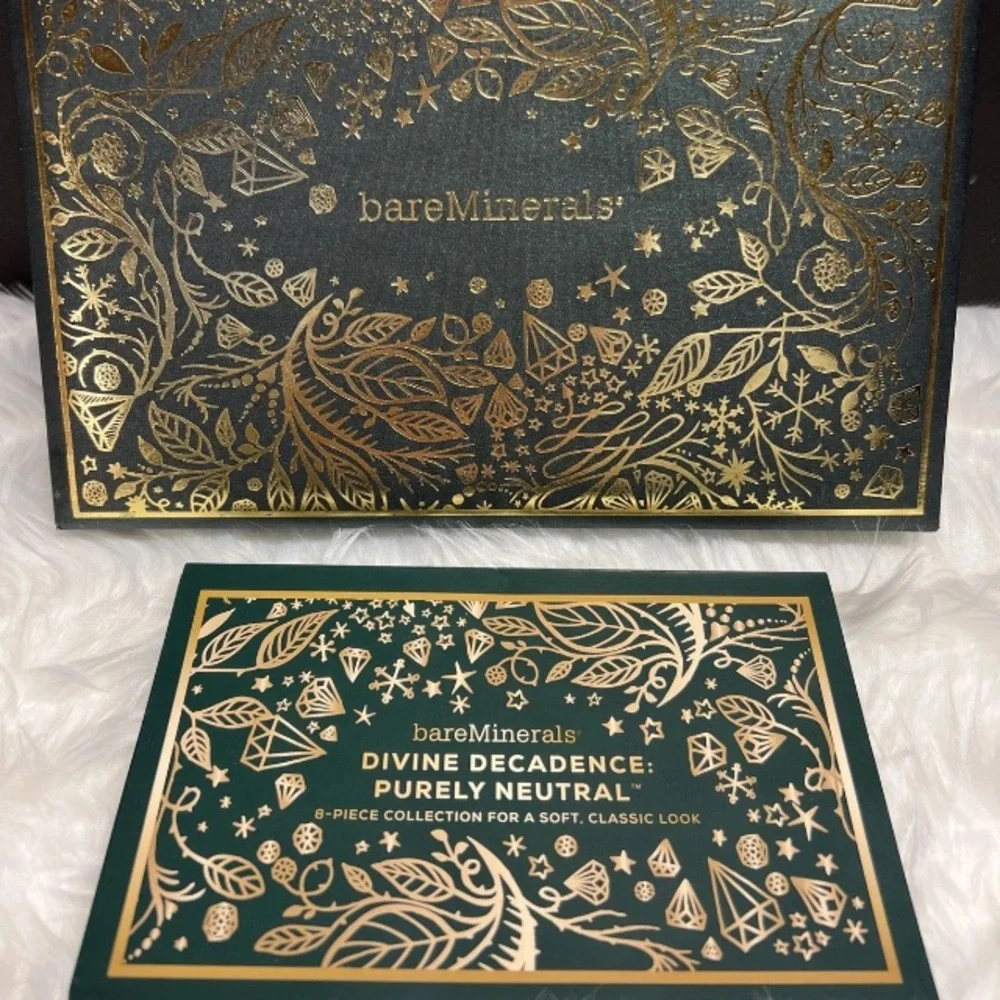 bareMinerals®
bareMinerals®
DIVINE DECADENCE:
PURELY NEUTRAL™
8-PIECE COLLECTION FOR A SOFT, CLASSIC LOOK